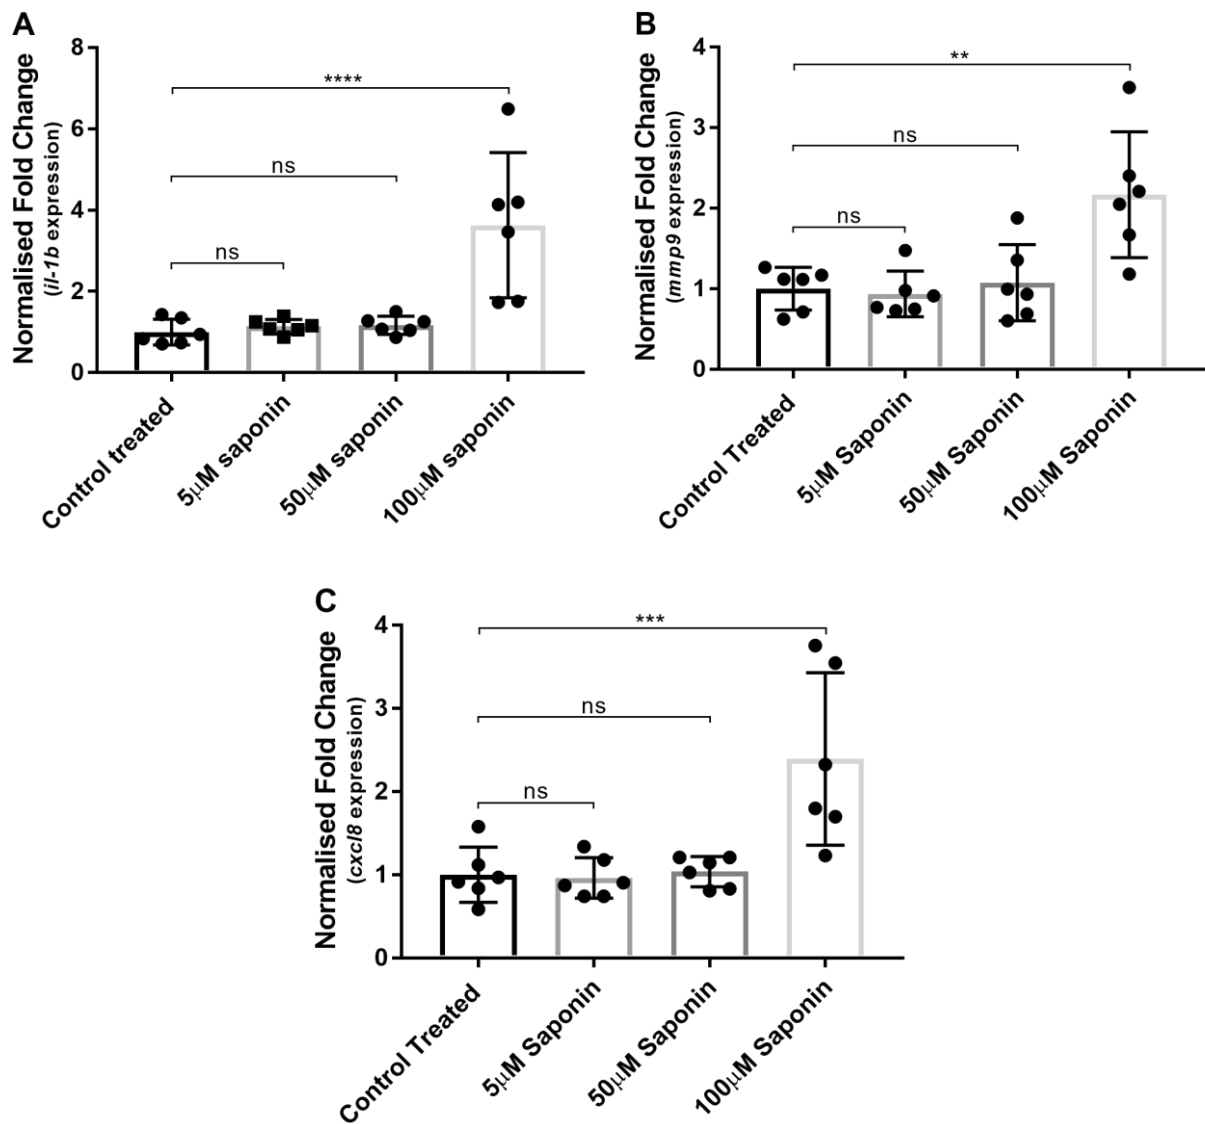 A
Normalised Fold Change
(il-1b expression)
8
6
4
2
0
****
ns
ns
Control treated
5μM saponin
50μM saponin
100μM saponin
B
Normalised Fold Change
(mmp9 expression)
4
3
2
1
0
**
ns
ns
Control Treated
5μM Saponin
50μM Saponin
100μM Saponin
C
Normalised Fold Change
(cxcl8 expression)
4
3
2
1
0
***
ns
ns
Control Treated
5μM Saponin
50μM Saponin
100μM Saponin